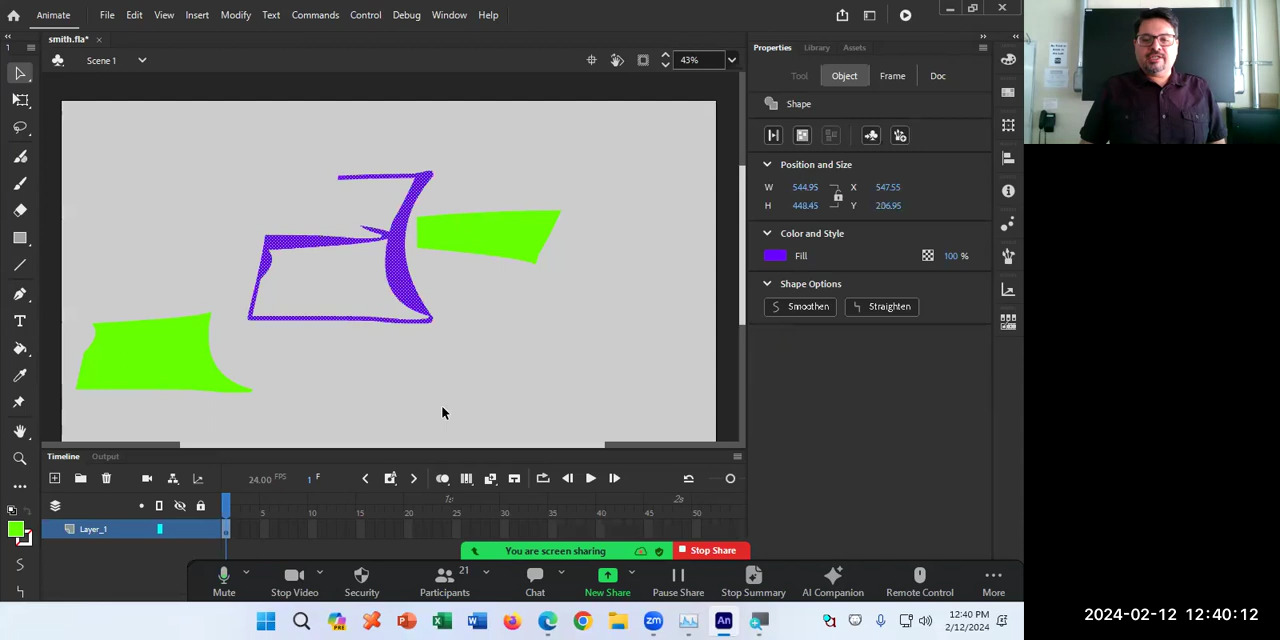 Animate File Edit View Insert Modify Text Commands Control Debug Window Help
smith.fla* ×
Scene 1 43%
Properties Library Assets
Tool Object Frame Doc
Shape
Position and Size
W 544.95 X 547.55
H 448.45 Y 206.95
Color and Style
Fill 100 %
Shape Options
Smoothen Straighten
Timeline Output
24.00 FPS 1 F
1s 2s
5 10 15 20 25 30 35 40 45 50
Layer_1
You are screen sharing Stop Share
21
Mute Stop Video Security Participants Chat New Share Pause Share Stop Summary AI Companion Remote Control More
12:40 PM
2/12/2024
2024-02-12 12:40:12